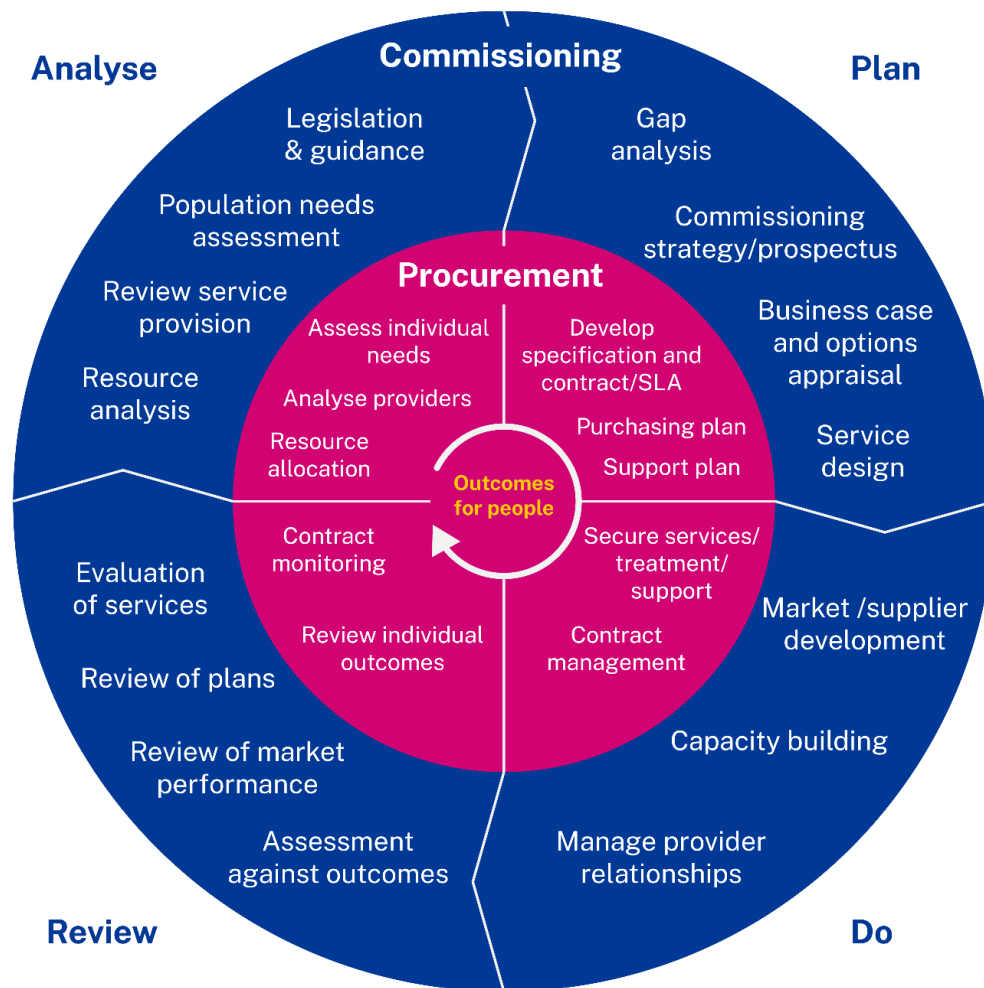 Analyse
Commissioning
Plan
Legislation
& guidance
Population needs
assessment
Review service
provision
Resource
analysis
Gap
analysis
Commissioning
strategy/prospectus
Business case
and options
appraisal
Service
design
Procurement
Assess individual
needs
Analyse providers
Resource
allocation
Develop
specification and
contract/SLA
Purchasing plan
Support plan
Outcomes
for people
Contract
monitoring
Review individual
outcomes
Secure services/
treatment/
support
Contract
management
Evaluation
of services
Review of plans
Review of market
performance
Assessment
against outcomes
Market /supplier
development
Capacity building
Manage provider
relationships
Review
Do